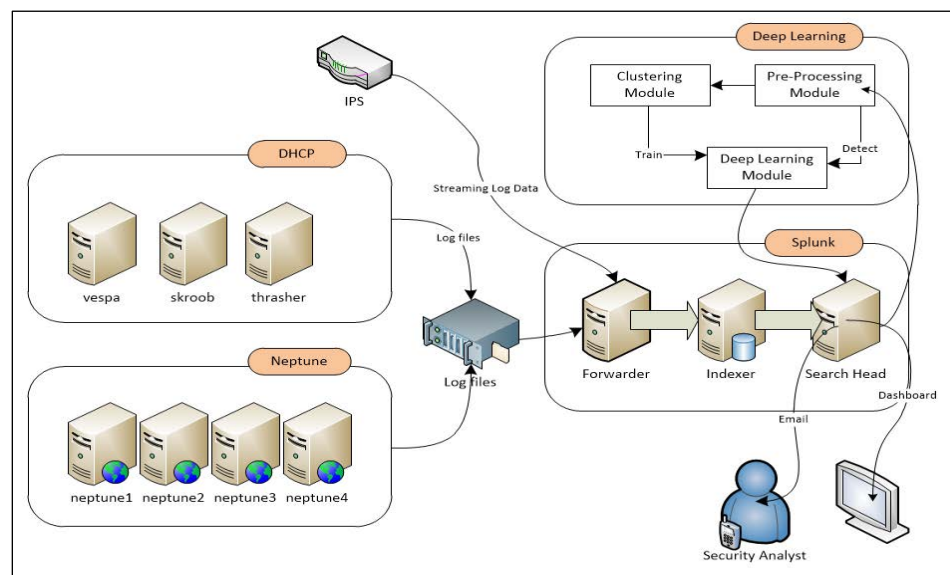 Deep Learning
Clustering
Module
Pre-Processing
Module
Train
Detect
Deep Learning
Module
IPS
Streaming Log Data
DHCP
vespa
skroob
thrasher
Log files
Log files
Neptune
neptune1
neptune2
neptune3
neptune4
Splunk
Forwarder
Indexer
Search Head
Email
Dashboard
Security Analyst